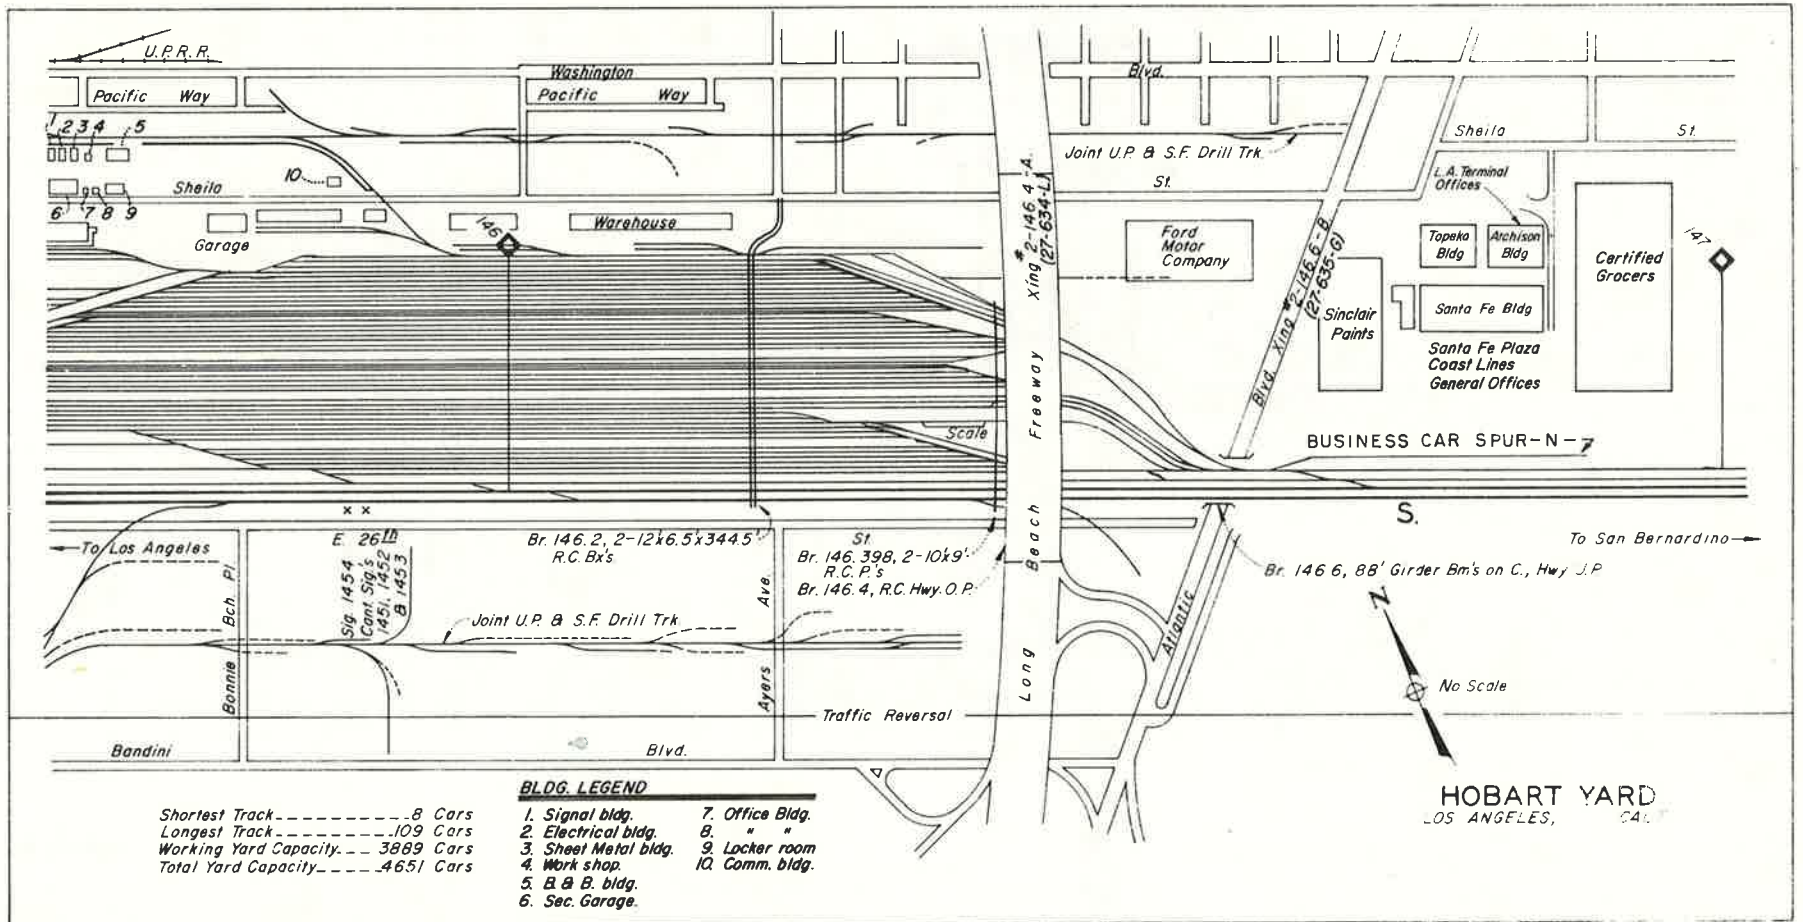 U.P.R.R.
Washington Blvd.
Pacific Way
Pacific Way
1 2 3 4 5
Sheila St.
Joint U.P. & S.F. Drill Trk.
10
Sheila St.
6 7 8 9
L.A. Terminal
Offices
Garage
146
Warehouse
Xing # 2-146.4-A.
(27-634-L)
Ford
Motor
Company
Blvd. Xing # 2-146.6-B.
(27-635-G)
Topeka
Bldg
Atchison
Bldg
Certified
Grocers
147
Sinclair
Paints
Santa Fe Bldg
Santa Fe Plaza
Coast Lines
General Offices
Scale
Long Beach Freeway
BUSINESS CAR SPUR-N-7
S.
x x
E. 26th St.
To Los Angeles
Br. 146.2, 2-12'x6.5'x344.5'
R.C. Bx's
Br. 146.398, 2-10'x9'
R.C.P.'s
Br. 146.4, R.C. Hwy. O.P.
To San Bernardino
Br. 146.6, 88' Girder Bm's on C., Hwy U.P.
Sig. 1454
Cant. Sig.'s
1451, 1452
& 1453
Bonnie Bch. Pl
Joint U.P. & S.F. Drill Trk.
Ayers Ave.
Atlantic
N
No Scale
Traffic Reversal
Bandini Blvd.
HOBART YARD
LOS ANGELES, CAL
Shortest Track 8 Cars
Longest Track 109 Cars
Working Yard Capacity 3889 Cars
Total Yard Capacity 4651 Cars
BLDG. LEGEND
1. Signal bldg.
2. Electrical bldg.
3. Sheet Metal bldg.
4. Work shop.
5. B. & B. bldg.
6. Sec. Garage.
7. Office Bldg.
8. " "
9. Locker room
10. Comm. bldg.